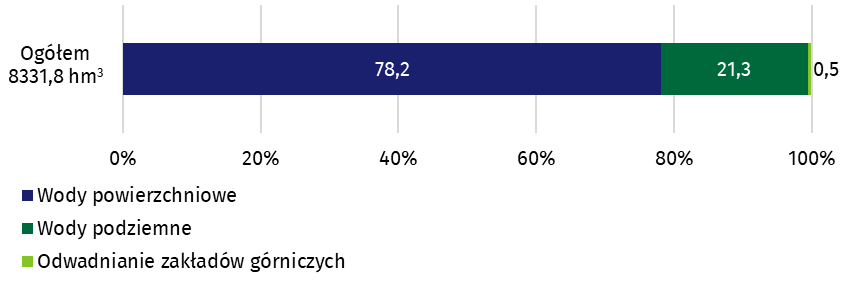 Ogółem
8331,8 hm³
78,2
21,3
0,5
0%
20%
40%
60%
80%
100%
Wody powierzchniowe
Wody podziemne
Odwadnianie zakładów górniczych